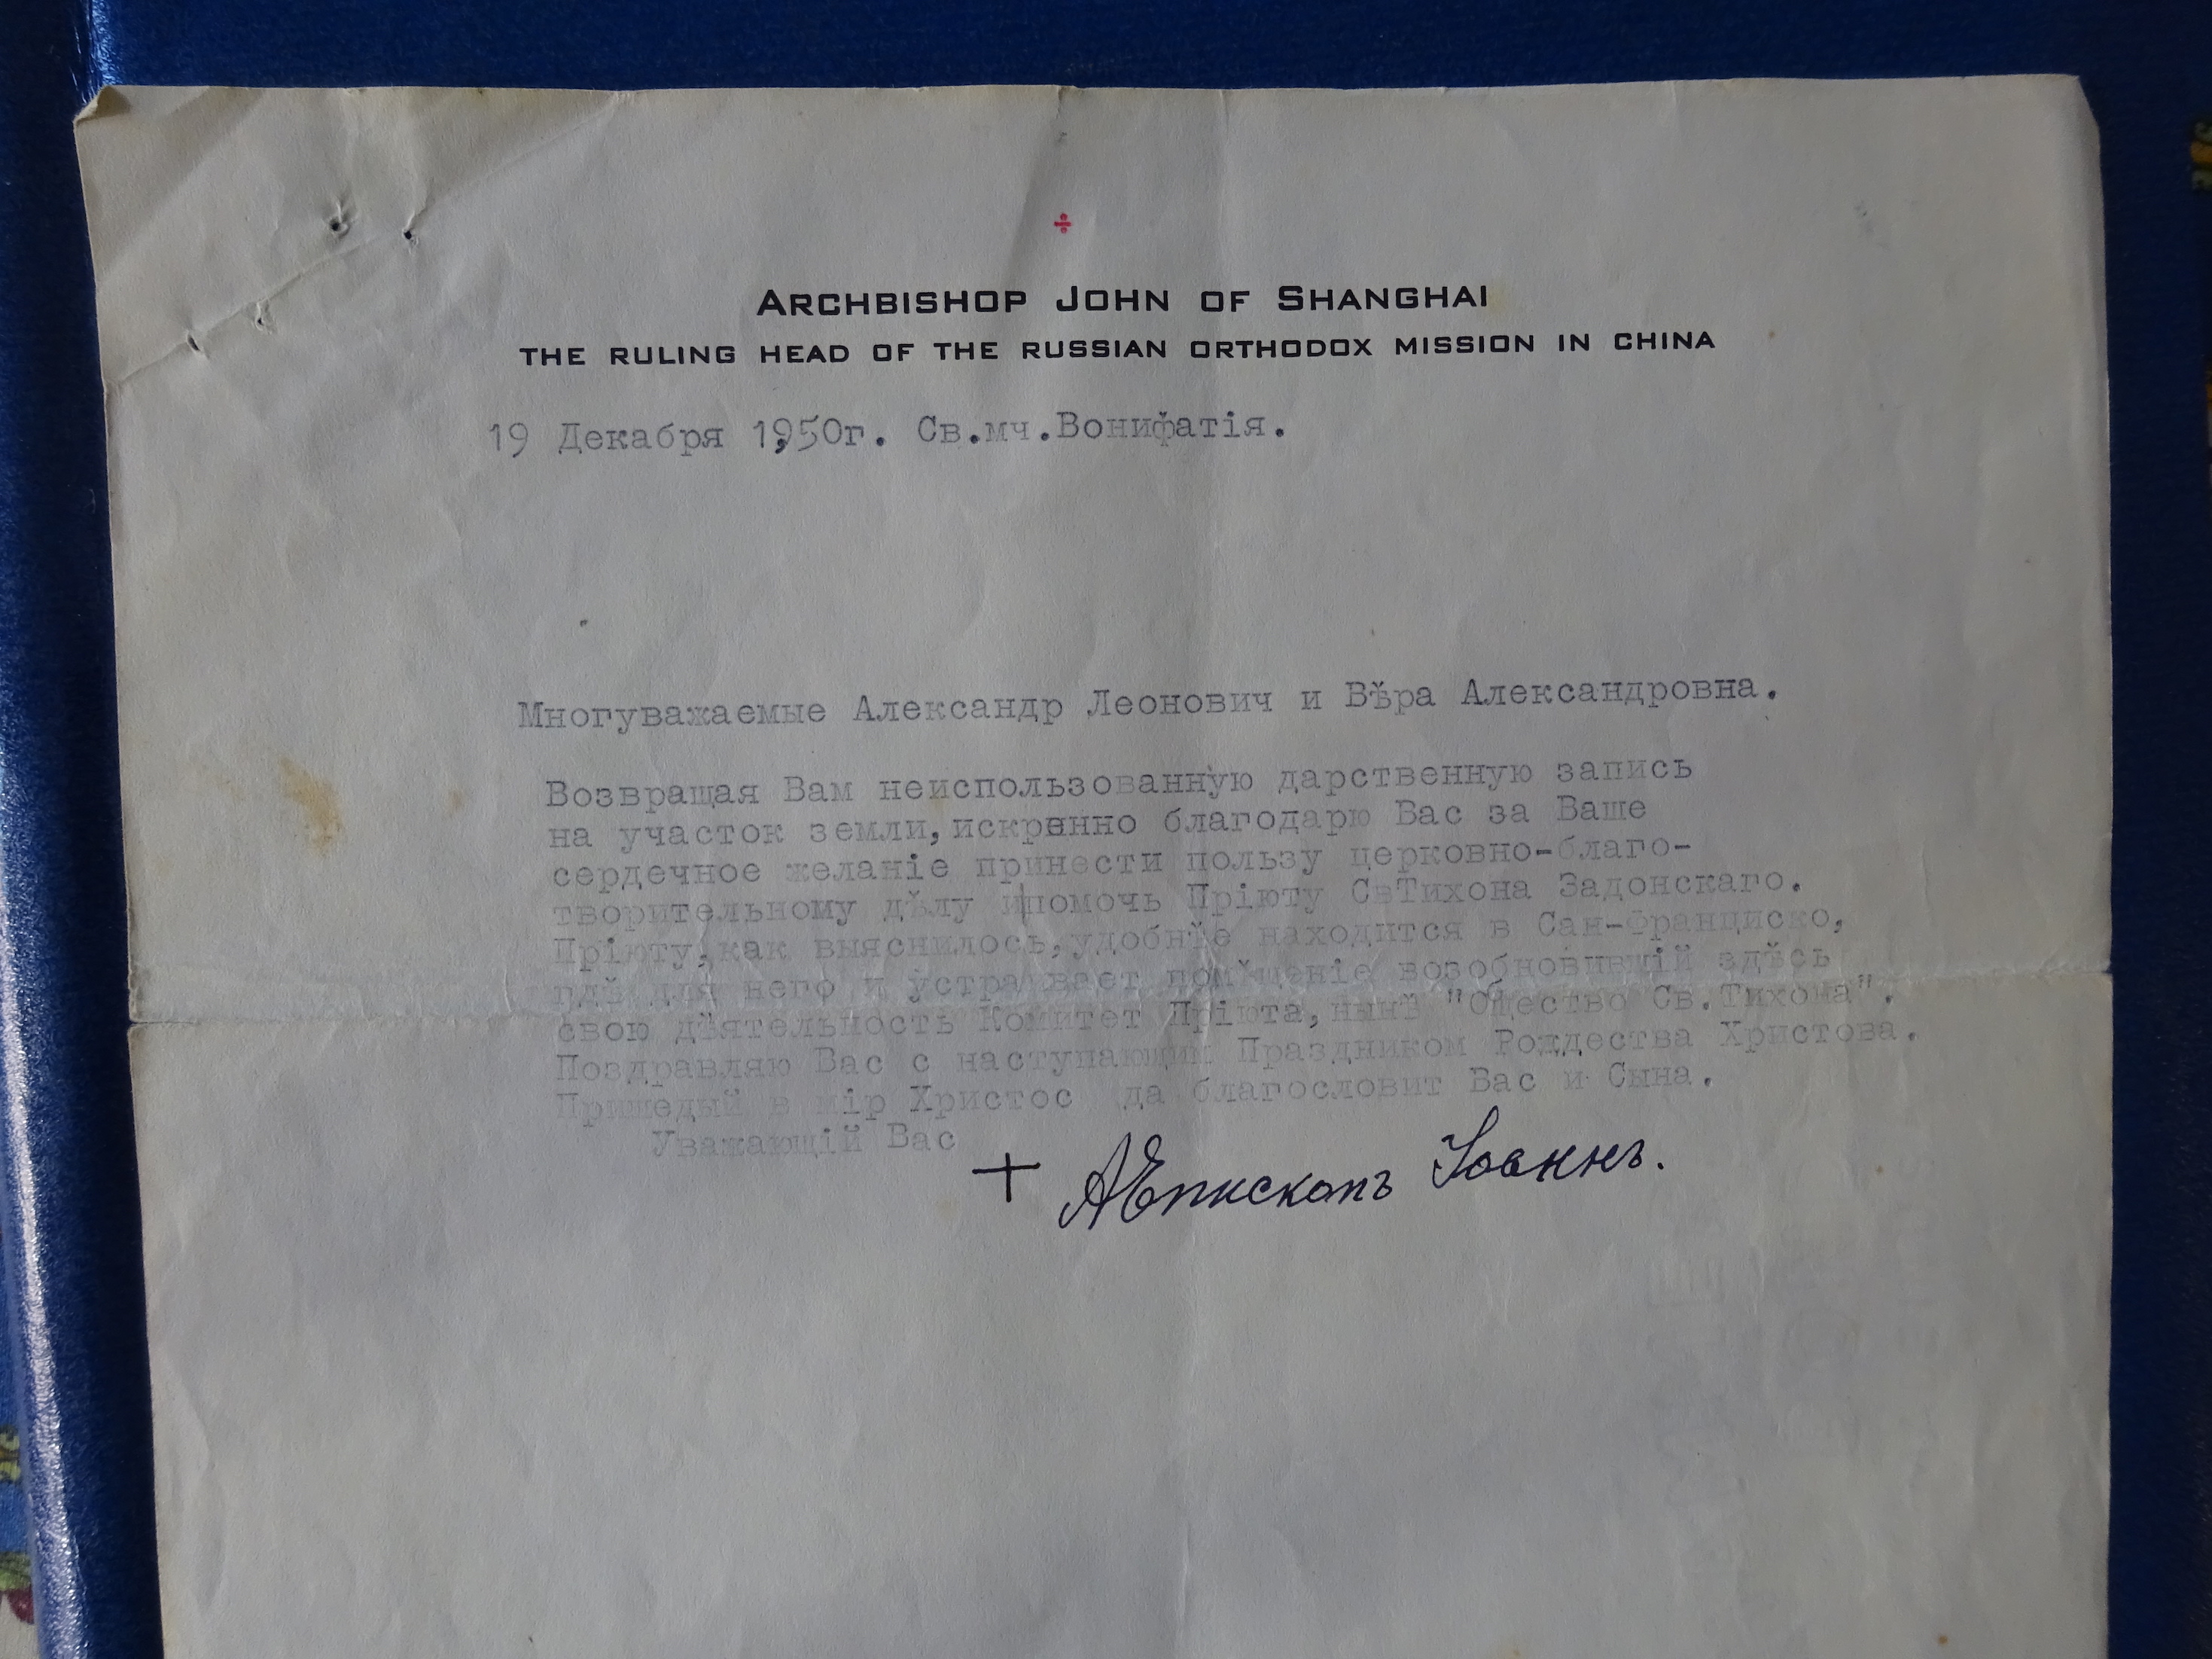 ARCHBISHOP JOHN OF SHANGHAI
THE RULING HEAD OF THE RUSSIAN ORTHODOX MISSION IN CHINA
19 Декабря 1950г. Св.мч.Вонифатія.
Многуважаемые Александр Леонович и Вѣра Александровна.
Возвращая Вам неиспользованную дарственную запись
на участок земли, искренно благодарю Вас за Ваше
сердечное желаніе принести пользу церковно-благо-
творительному дѣлу и помочь Пріюту СвТихона Задонскаго.
Пріюту, как выяснилось, удобнѣе находится в Сан-франциско,
гдѣ для него и устраивает помѣщеніе возобновившій здѣсь
свою дѣятельность Комитет Пріюта, нынѣ "Общество Св.Тихона".
Поздравляю Вас с наступающим Праздником Рождества Христова.
Пришедый в мір Христос да благословит Вас и Сына.
Уважающій Вас
+ АЕпископъ Іоаннъ.